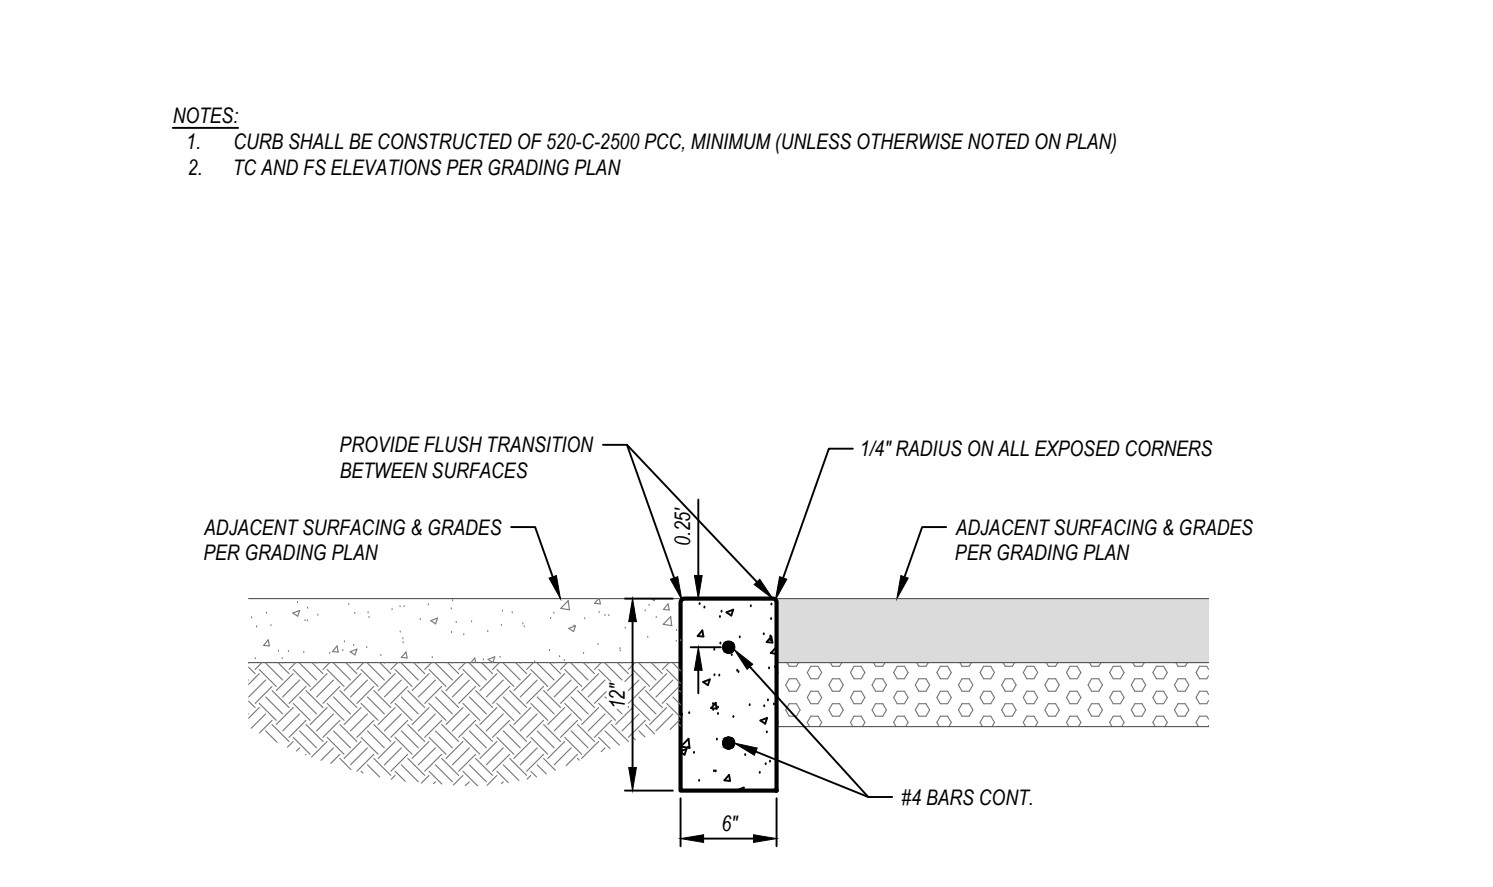 NOTES:
1. CURB SHALL BE CONSTRUCTED OF 520-C-2500 PCC, MINIMUM (UNLESS OTHERWISE NOTED ON PLAN)
2. TC AND FS ELEVATIONS PER GRADING PLAN
PROVIDE FLUSH TRANSITION
BETWEEN SURFACES
1/4" RADIUS ON ALL EXPOSED CORNERS
ADJACENT SURFACING & GRADES
PER GRADING PLAN
0.25'
ADJACENT SURFACING & GRADES
PER GRADING PLAN
12"
#4 BARS CONT.
6"